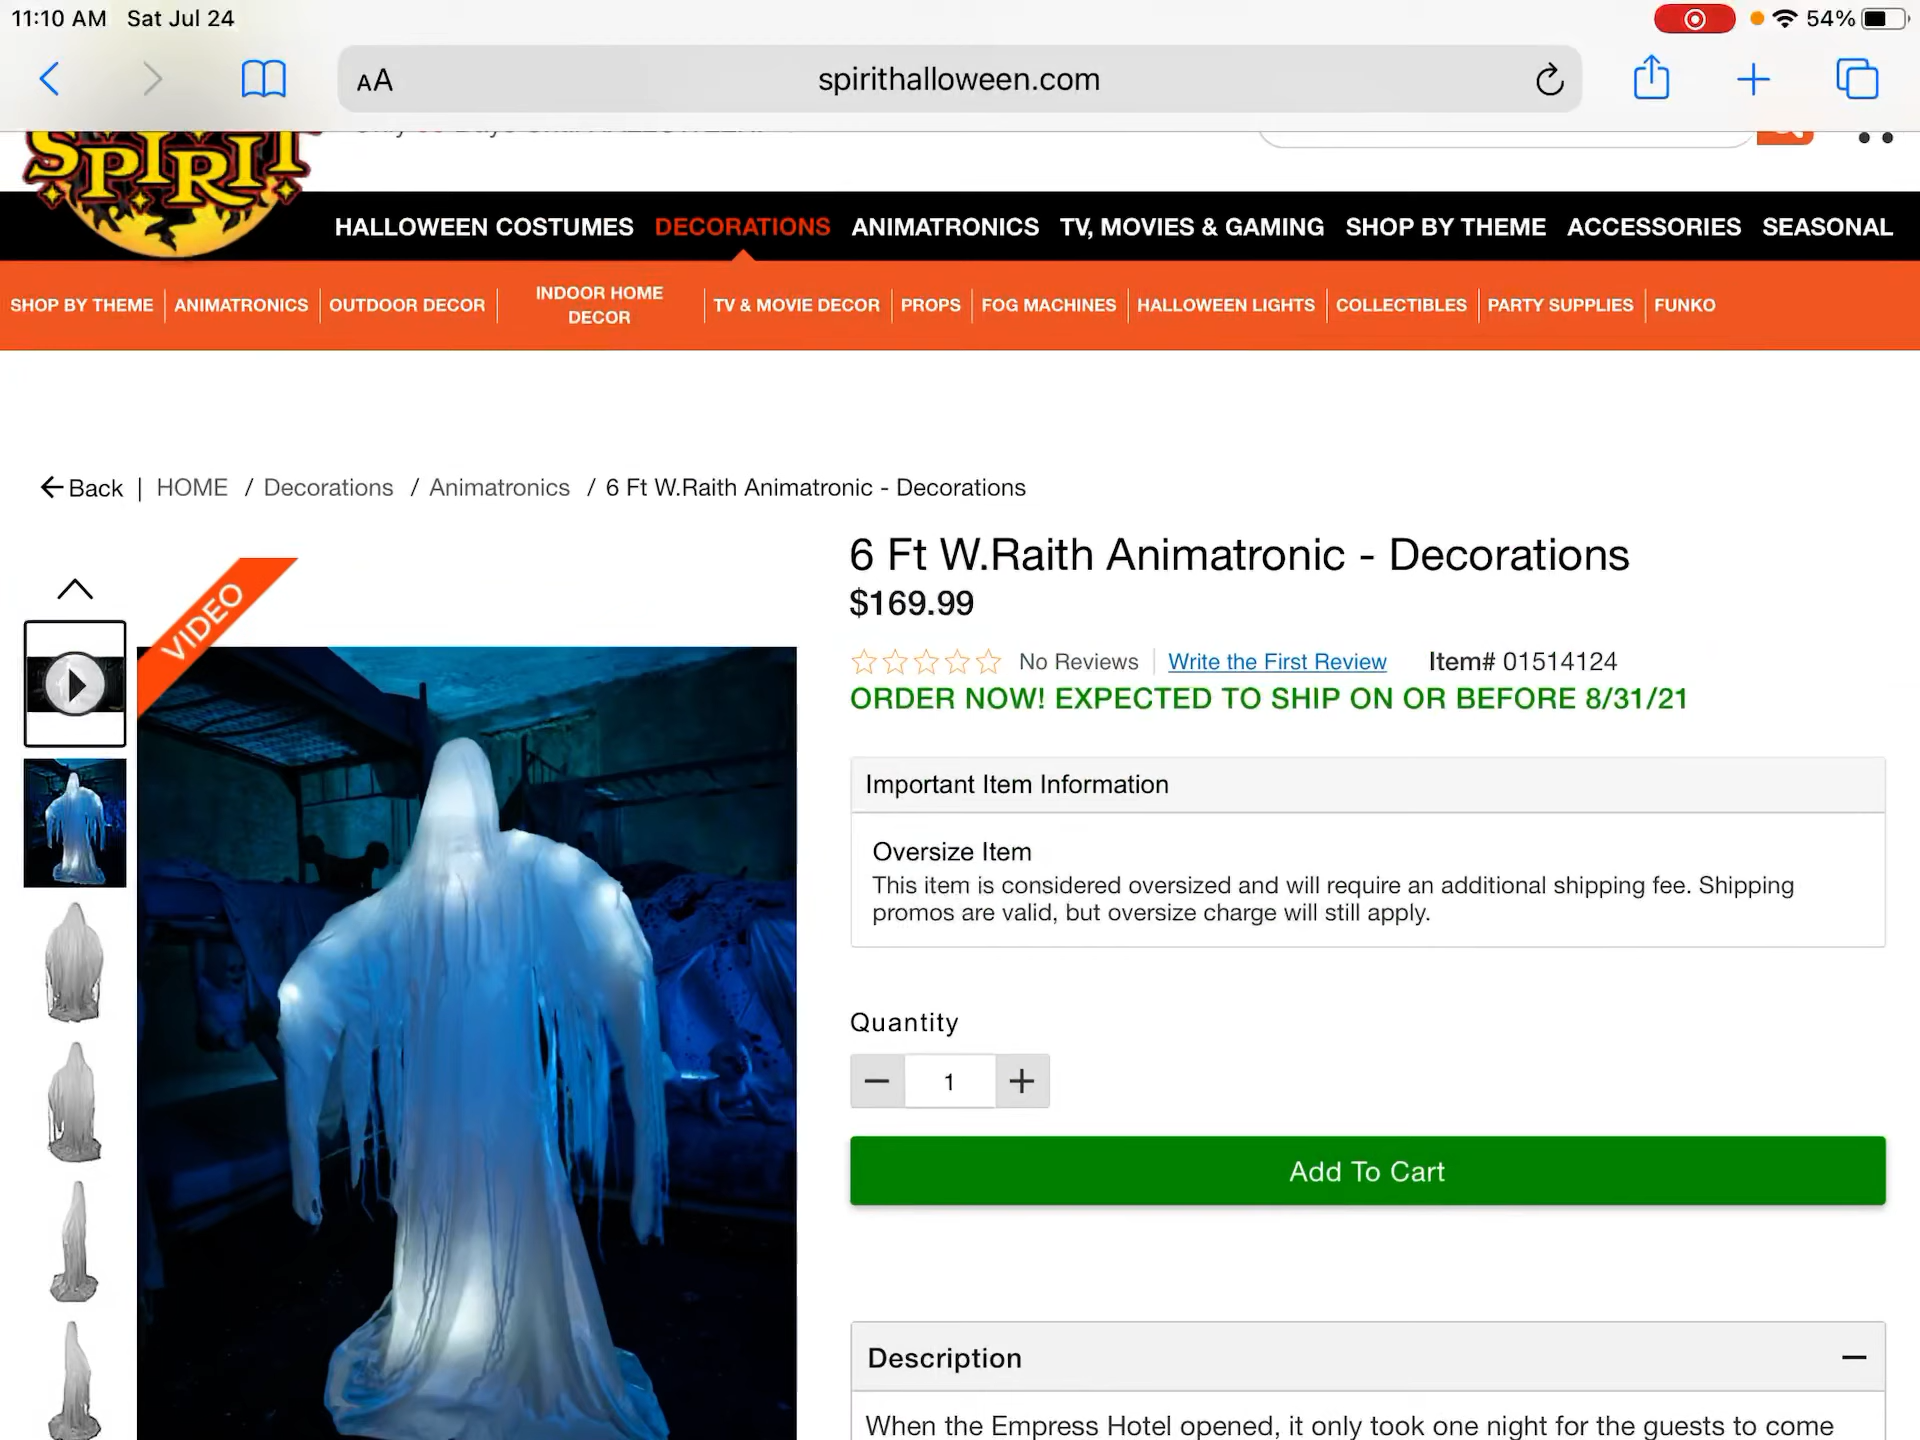 11:10 AM Sat Jul 24
54%
AA
spirithalloween.com
SPIRIT
HALLOWEEN COSTUMES DECORATIONS ANIMATRONICS TV, MOVIES & GAMING SHOP BY THEME ACCESSORIES SEASONAL
SHOP BY THEME ANIMATRONICS OUTDOOR DECOR INDOOR HOME DECOR TV & MOVIE DECOR PROPS FOG MACHINES HALLOWEEN LIGHTS COLLECTIBLES PARTY SUPPLIES FUNKO
Back | HOME / Decorations / Animatronics / 6 Ft W.Raith Animatronic - Decorations
VIDEO
6 Ft W.Raith Animatronic - Decorations
$169.99
No Reviews Write the First Review Item# 01514124
ORDER NOW! EXPECTED TO SHIP ON OR BEFORE 8/31/21
Important Item Information
Oversize Item
This item is considered oversized and will require an additional shipping fee. Shipping
promos are valid, but oversize charge will still apply.
Quantity
1
Add To Cart
Description
When the Empress Hotel opened, it only took one night for the guests to come